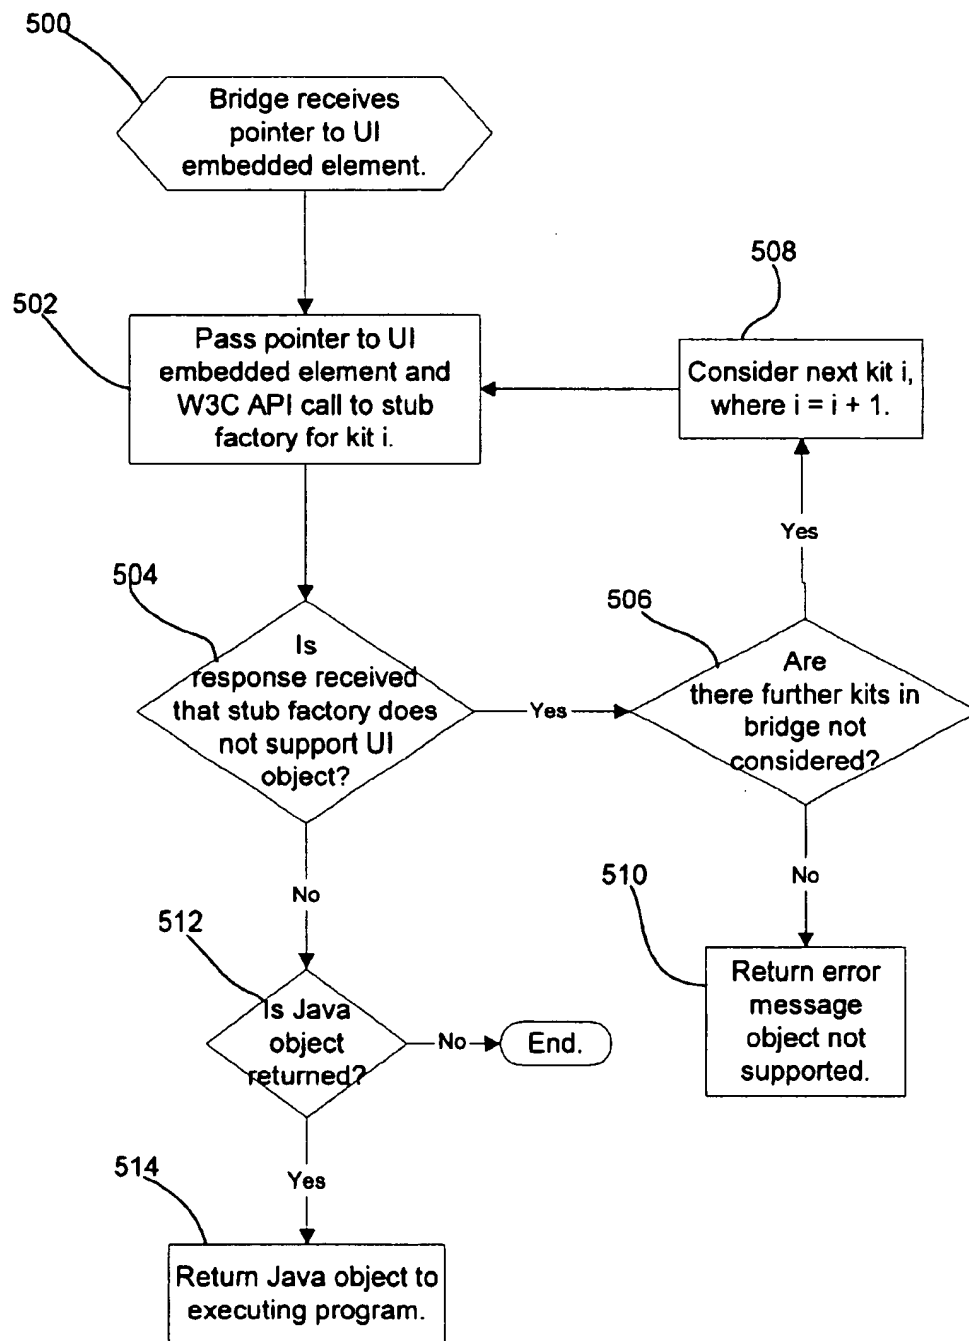 500
Bridge receives
pointer to UI
embedded element.
508
502
Pass pointer to UI
embedded element and
W3C API call to stub
factory for kit i.
Consider next kit i,
where i = i + 1.
Yes
504
506
Is
response received
that stub factory does
not support UI
object?
Yes
Are
there further kits in
bridge not
considered?
No
No
510
512
Is Java
object
returned?
No
End.
Return error
message
object not
supported.
Yes
514
Return Java object to
executing program.